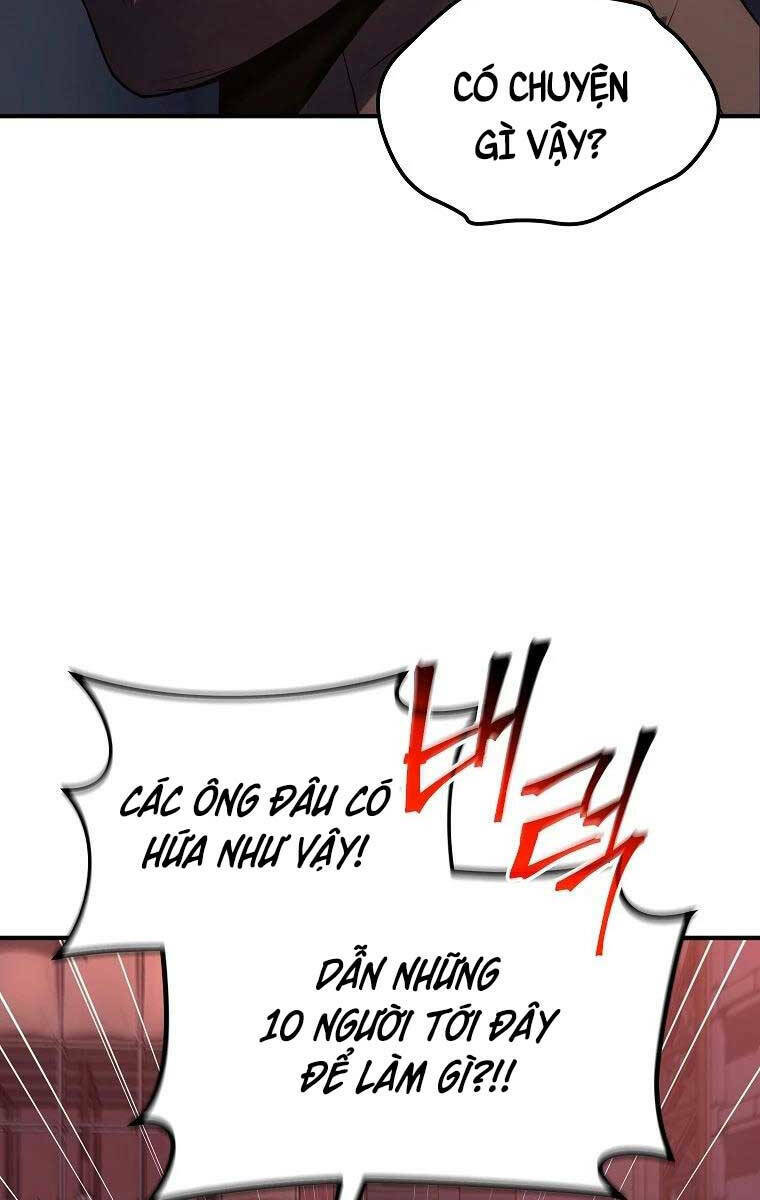 CÓ CHUYỆN
GÌ VẬY?
CÁC ÔNG ĐÂU CÓ
HỨA NHƯ VẬY!
DẪN NHỮNG
10 NGƯỜI TỚI ĐÂY
ĐỂ LÀM GÌ?!!